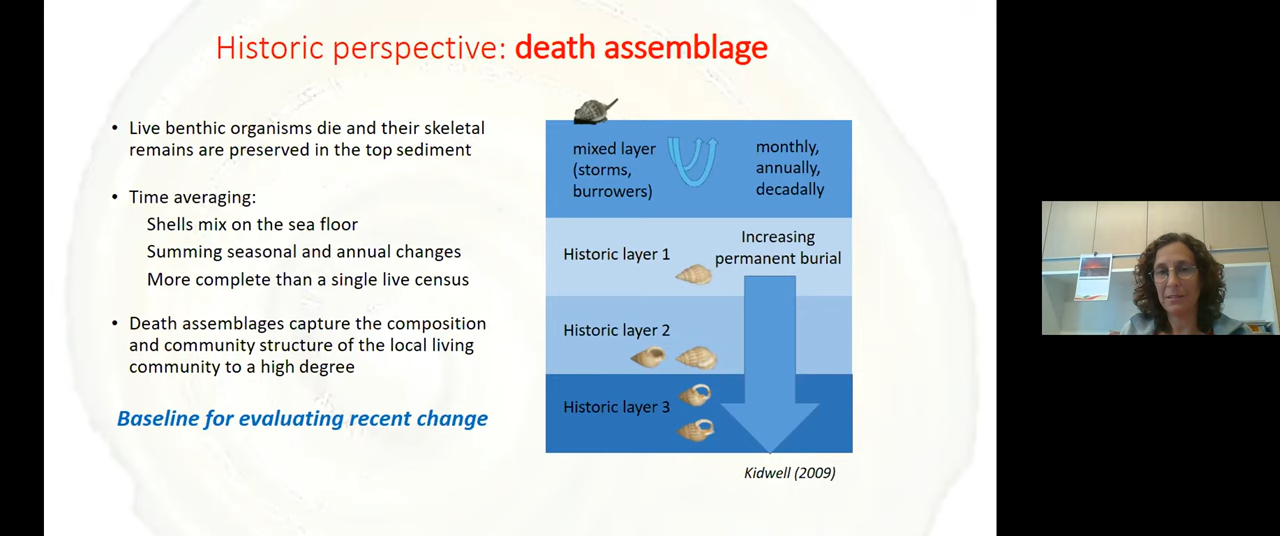 Historic perspective: death assemblage
• Live benthic organisms die and their skeletal
remains are preserved in the top sediment
• Time averaging:
Shells mix on the sea floor
Summing seasonal and annual changes
More complete than a single live census
• Death assemblages capture the composition
and community structure of the local living
community to a high degree
Baseline for evaluating recent change
mixed layer
(storms,
burrowers)
monthly,
annually,
decadally
Historic layer 1
Increasing
permanent burial
Historic layer 2
Historic layer 3
Kidwell (2009)